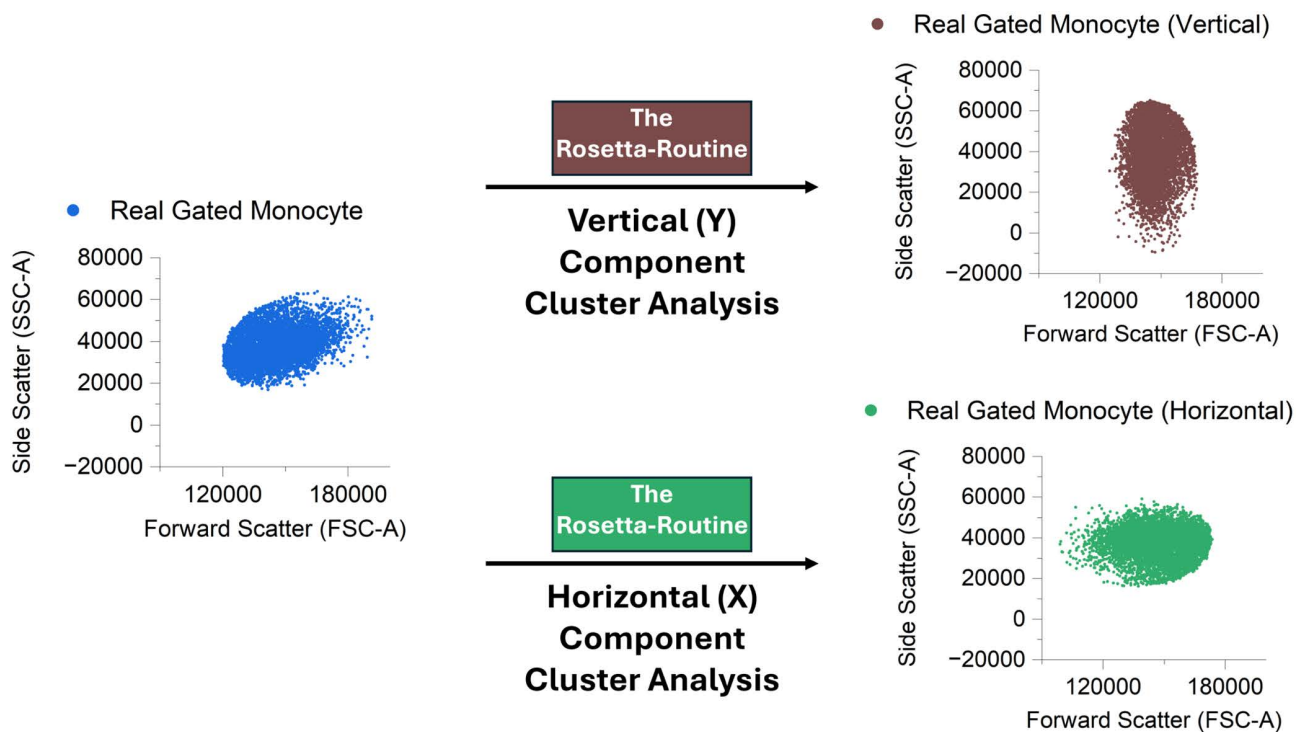 Real Gated Monocyte
Side Scatter (SSC-A)
80000
60000
40000
20000
0
−20000
120000 180000
Forward Scatter (FSC-A)
The
Rosetta-Routine
Vertical (Y)
Component
Cluster Analysis
Real Gated Monocyte (Vertical)
Side Scatter (SSC-A)
80000
60000
40000
20000
0
−20000
120000 180000
Forward Scatter (FSC-A)
The
Rosetta-Routine
Horizontal (X)
Component
Cluster Analysis
Real Gated Monocyte (Horizontal)
Side Scatter (SSC-A)
80000
60000
40000
20000
0
−20000
120000 180000
Forward Scatter (FSC-A)